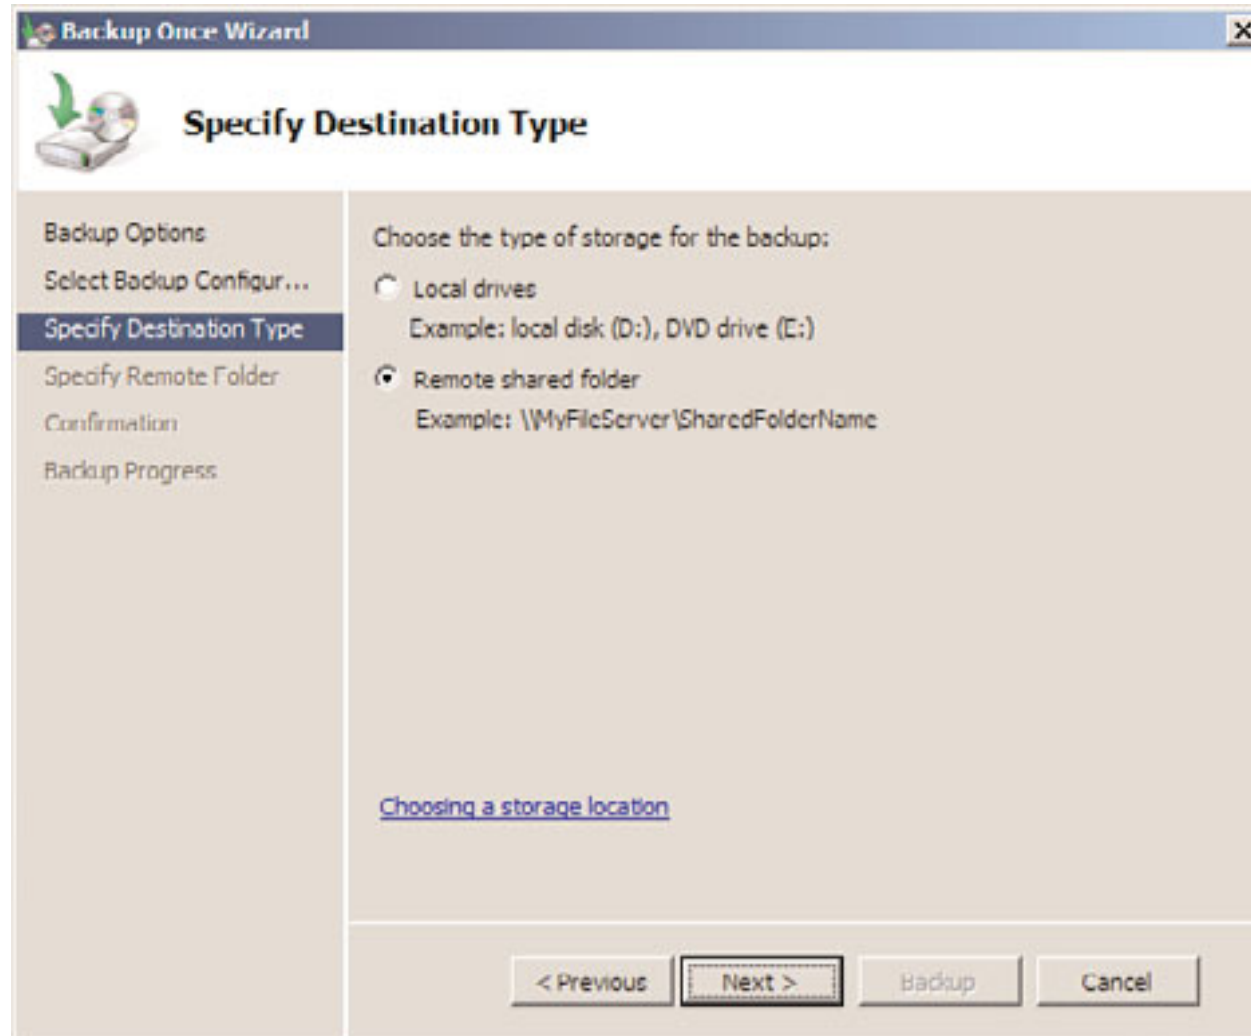 Backup Once Wizard
Specify Destination Type
Backup Options
Select Backup Configur...
Specify Destination Type
Specify Remote Folder
Confirmation
Backup Progress
Choose the type of storage for the backup:
Local drives
Example: local disk (D:), DVD drive (E:)
Remote shared folder
Example: \\MyFileServer\SharedFolderName
Choosing a storage location
< Previous
Next >
Backup
Cancel